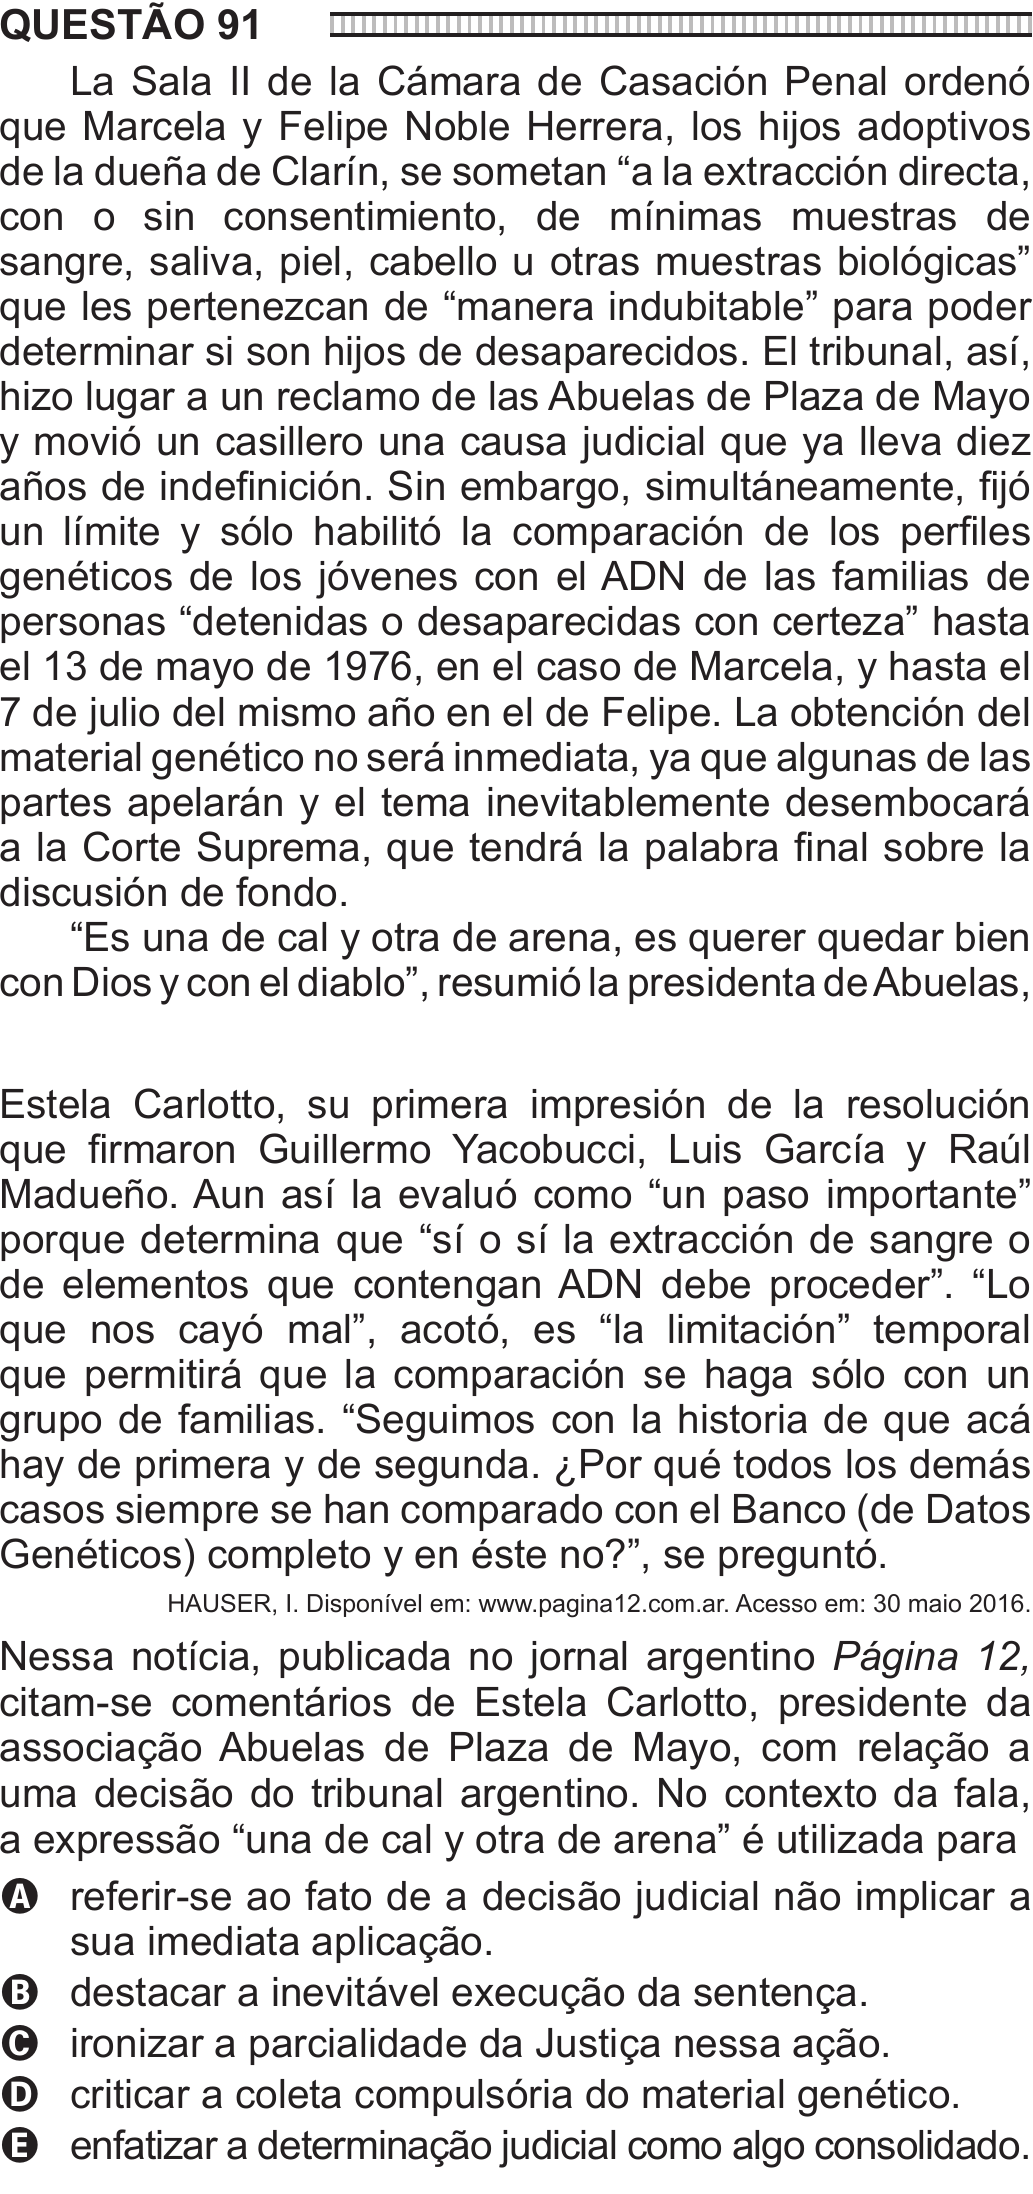 QUESTÃO 91
La Sala II de la Cámara de Casación Penal ordenó
que Marcela y Felipe Noble Herrera, los hijos adoptivos
de la dueña de Clarín, se sometan “a la extracción directa,
con o sin consentimiento, de mínimas muestras de
sangre, saliva, piel, cabello u otras muestras biológicas”
que les pertenezcan de “manera indubitable” para poder
determinar si son hijos de desaparecidos. El tribunal, así,
hizo lugar a un reclamo de las Abuelas de Plaza de Mayo
y movió un casillero una causa judicial que ya lleva diez
años de indefinición. Sin embargo, simultáneamente, fijó
un límite y sólo habilitó la comparación de los perfiles
genéticos de los jóvenes con el ADN de las familias de
personas “detenidas o desaparecidas con certeza” hasta
el 13 de mayo de 1976, en el caso de Marcela, y hasta el
7 de julio del mismo año en el de Felipe. La obtención del
material genético no será inmediata, ya que algunas de las
partes apelarán y el tema inevitablemente desembocará
a la Corte Suprema, que tendrá la palabra final sobre la
discusión de fondo.
“Es una de cal y otra de arena, es querer quedar bien
con Dios y con el diablo”, resumió la presidenta de Abuelas,
Estela Carlotto, su primera impresión de la resolución
que firmaron Guillermo Yacobucci, Luis García y Raúl
Madueño. Aun así la evaluó como “un paso importante”
porque determina que “sí o sí la extracción de sangre o
de elementos que contengan ADN debe proceder”. “Lo
que nos cayó mal”, acotó, es “la limitación” temporal
que permitirá que la comparación se haga sólo con un
grupo de familias. “Seguimos con la historia de que acá
hay de primera y de segunda. ¿Por qué todos los demás
casos siempre se han comparado con el Banco (de Datos
Genéticos) completo y en éste no?”, se preguntó.
HAUSER, I. Disponível em: www.pagina12.com.ar. Acesso em: 30 maio 2016.
Nessa notícia, publicada no jornal argentino Página 12,
citam-se comentários de Estela Carlotto, presidente da
associação Abuelas de Plaza de Mayo, com relação a
uma decisão do tribunal argentino. No contexto da fala,
a expressão “una de cal y otra de arena” é utilizada para
A referir-se ao fato de a decisão judicial não implicar a
sua imediata aplicação.
B destacar a inevitável execução da sentença.
C ironizar a parcialidade da Justiça nessa ação.
D criticar a coleta compulsória do material genético.
E enfatizar a determinação judicial como algo consolidado.